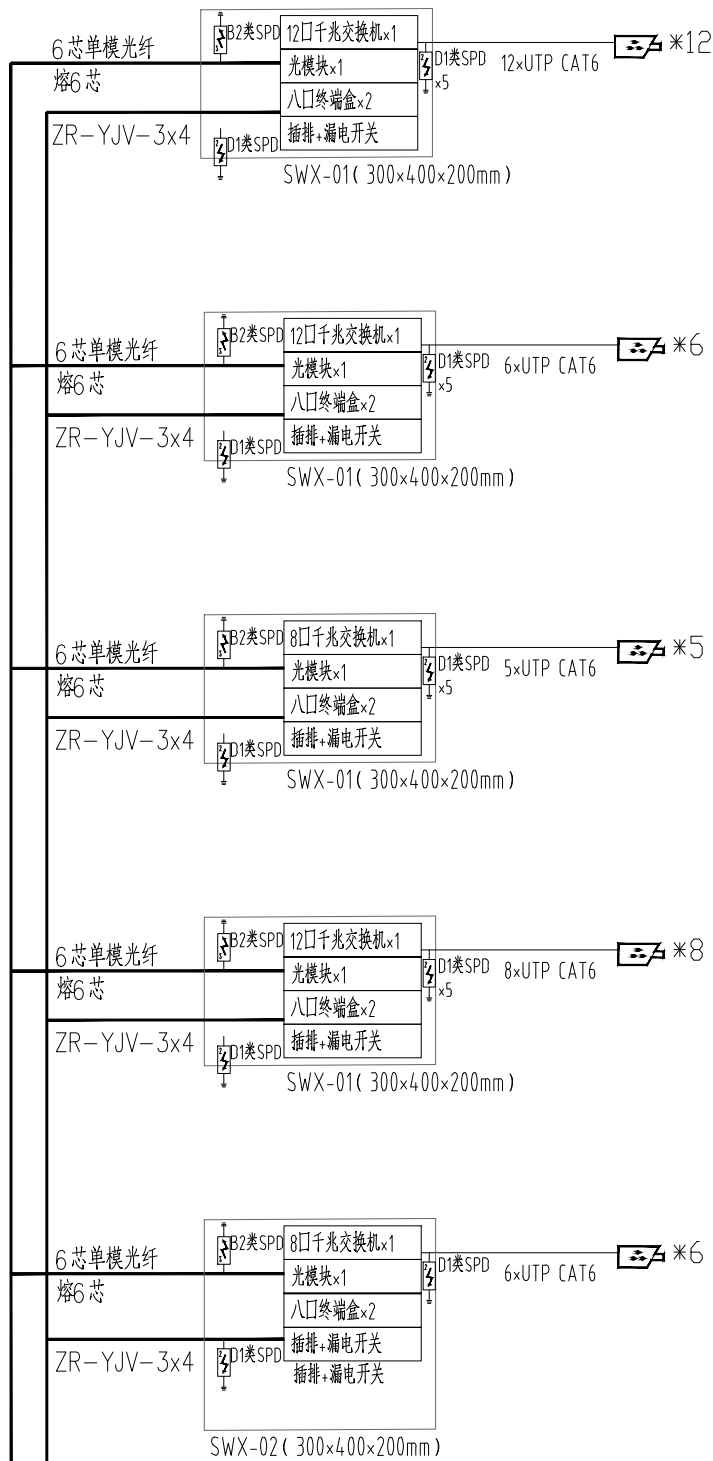 B2类SPD
12口千兆交换机x1
*12
6芯单模光纤
D1类SPD
12xUTP CAT6
光模块x1
熔6芯
x5
八口终端盒x2
ZR-YJV-3x4
D1类SPD
插排+漏电开关
SWX-01(300x400x200mm)
B2类SPD
12口千兆交换机x1
*6
6芯单模光纤
D1类SPD
6xUTP CAT6
光模块x1
熔6芯
x5
八口终端盒x2
ZR-YJV-3x4
D1类SPD
插排+漏电开关
SWX-01(300x400x200mm)
B2类SPD
8口千兆交换机x1
*5
6芯单模光纤
D1类SPD
5xUTP CAT6
光模块x1
熔6芯
x5
八口终端盒x2
ZR-YJV-3x4
D1类SPD
插排+漏电开关
SWX-01(300x400x200mm)
B2类SPD
12口千兆交换机x1
*8
6芯单模光纤
D1类SPD
8xUTP CAT6
光模块x1
熔6芯
x5
八口终端盒x2
ZR-YJV-3x4
D1类SPD
插排+漏电开关
SWX-01(300x400x200mm)
B2类SPD
8口千兆交换机x1
*6
6芯单模光纤
D1类SPD
6xUTP CAT6
光模块x1
熔6芯
八口终端盒x2
插排+漏电开关
ZR-YJV-3x4
D1类SPD
插排+漏电开关
SWX-02(300x400x200mm)